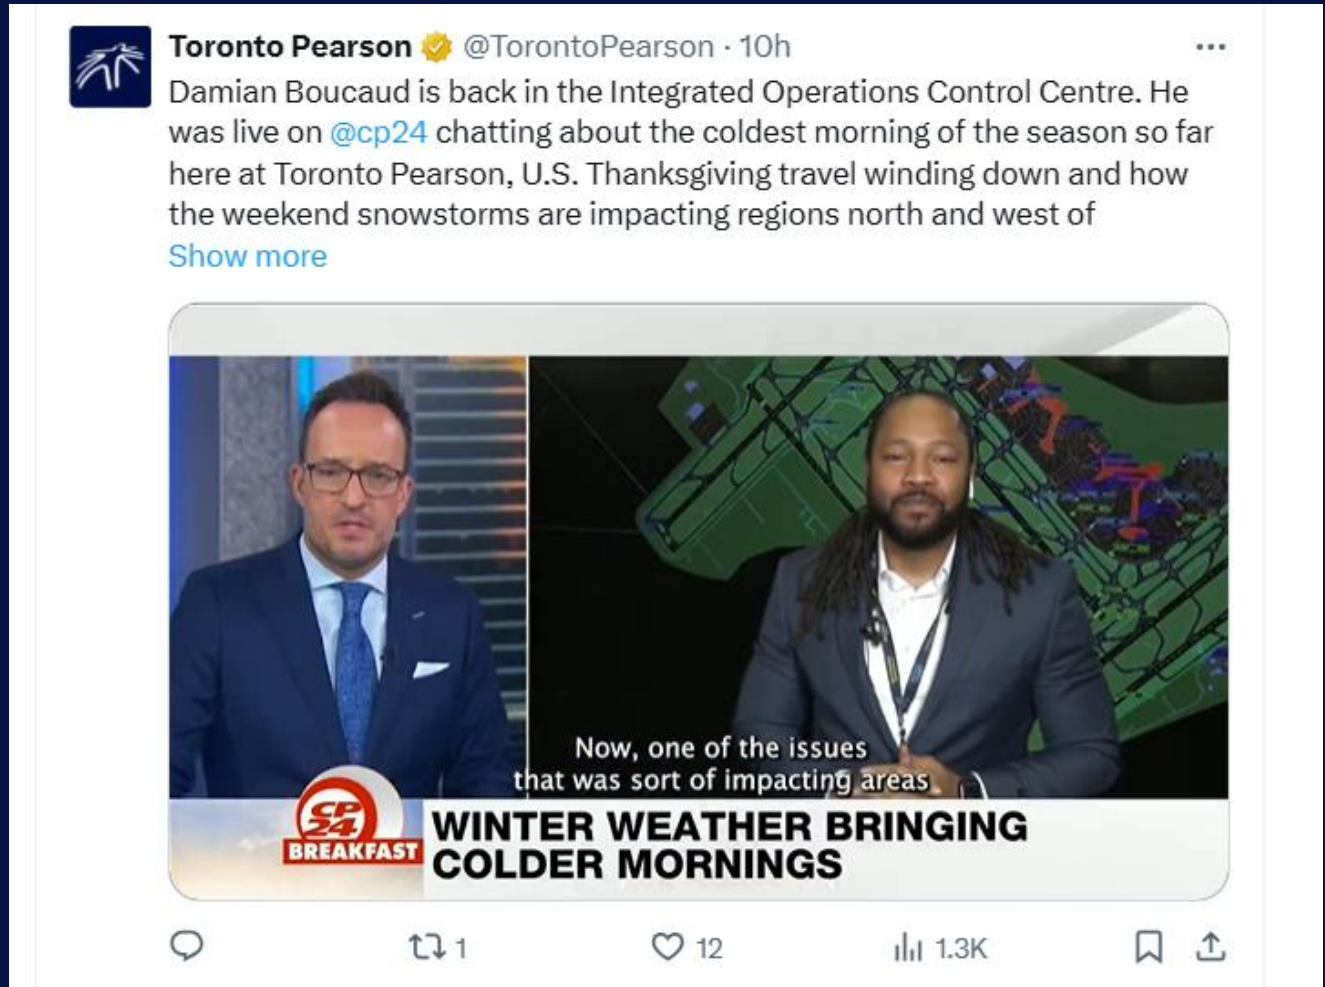 Toronto Pearson @TorontoPearson · 10h
Damian Boucaud is back in the Integrated Operations Control Centre. He
was live on @cp24 chatting about the coldest morning of the season so far
here at Toronto Pearson, U.S. Thanksgiving travel winding down and how
the weekend snowstorms are impacting regions north and west of
Show more
Now, one of the issues
that was sort of impacting areas
CP
24
BREAKFAST
WINTER WEATHER BRINGING
COLDER MORNINGS
1
12
1.3K